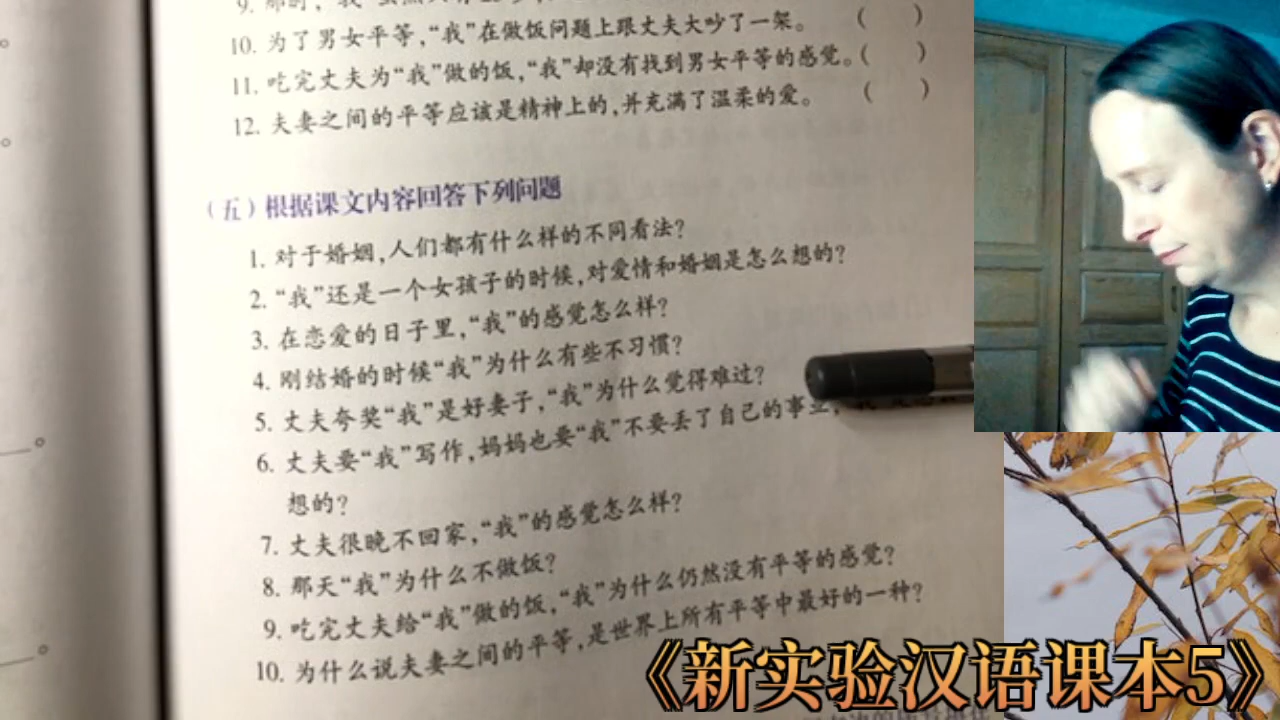 10. 为了男女平等,“我”在做饭问题上跟丈夫大吵了一架。 ( )
11. 吃完丈夫为“我”做的饭,“我”却没有找到男女平等的感觉。( )
12. 夫妻之间的平等应该是精神上的,并充满了温柔的爱。 ( )
(五)根据课文内容回答下列问题
1. 对于婚姻,人们都有什么样的不同看法?
2. “我”还是一个女孩子的时候,对爱情和婚姻是怎么想的?
3. 在恋爱的日子里,“我”的感觉怎么样?
4. 刚结婚的时候“我”为什么有些不习惯?
5. 丈夫夸奖“我”是好妻子,“我”为什么觉得难过?
6. 丈夫要“我”写作,妈妈也要“我”不要丢了自己的事业,
想的?
7. 丈夫很晚不回家,“我”的感觉怎么样?
8. 那天“我”为什么不做饭?
9. 吃完丈夫给“我”做的饭,“我”为什么仍然没有平等的感觉?
10. 为什么说夫妻之间的平等,是世界上所有平等中最好的一种?
《新实验汉语课本5》